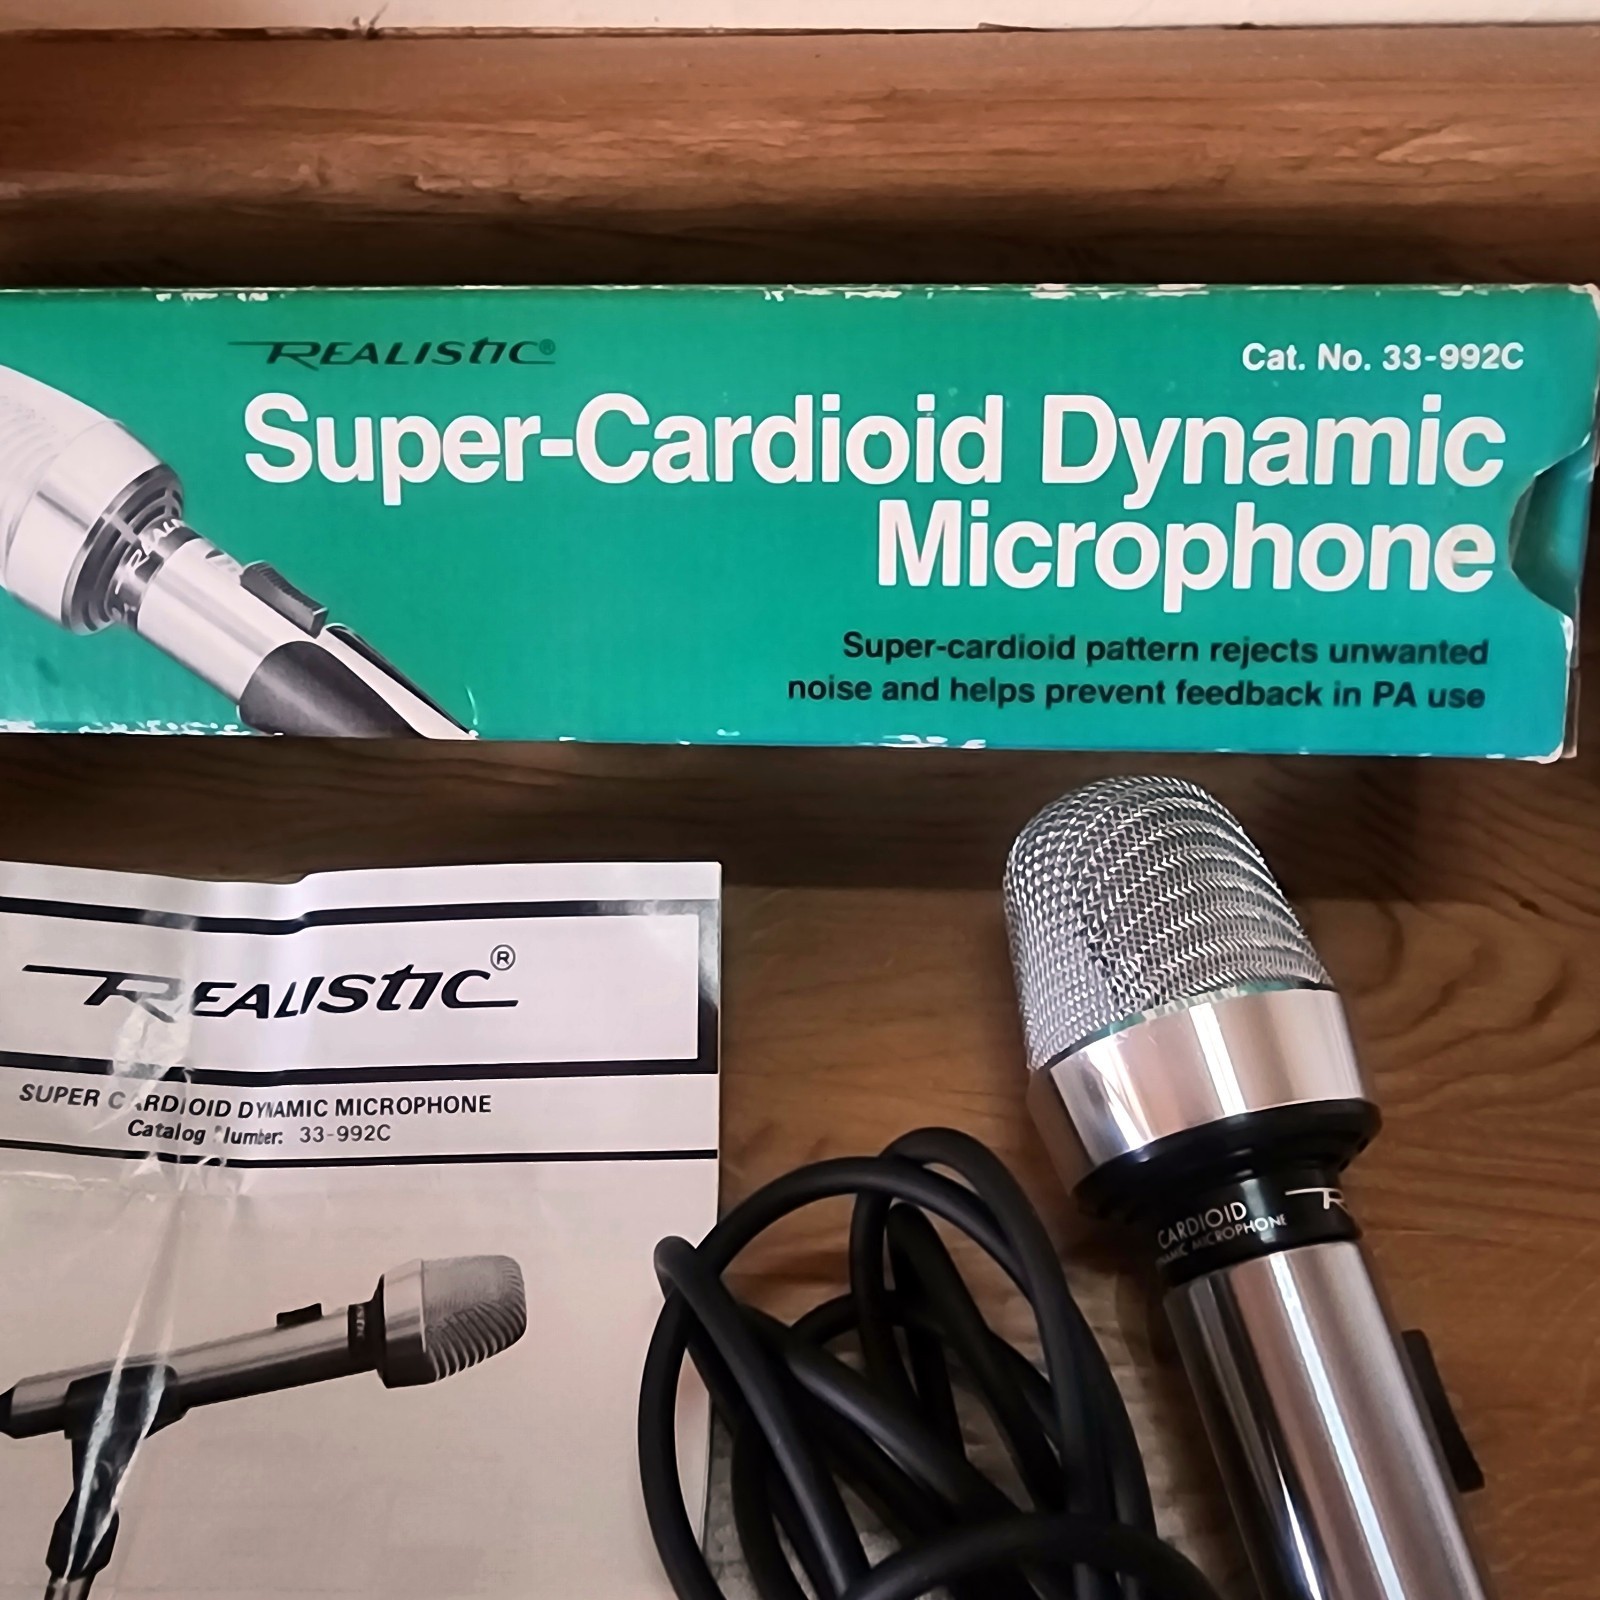 REALISTIC®
Cat. No. 33-992C
Super-Cardioid Dynamic
Microphone
Super-cardioid pattern rejects unwanted
noise and helps prevent feedback in PA use
REALISTIC®
SUPER CARDIOID DYNAMIC MICROPHONE
Catalog Number: 33-992C
CARDIOID
MICROPHONE